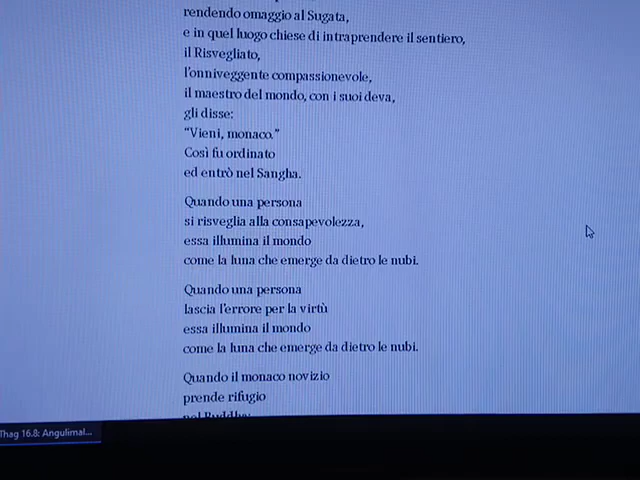 rendendo omaggio al Sugata,
e in quel luogo chiese di intraprendere il sentiero,
il Risvegliato,
l'onniveggente compassionevole,
il maestro del mondo, con i suoi deva,
gli disse:
“Vieni, monaco.”
Così fu ordinato
ed entrò nel Sangha.
Quando una persona
si risveglia alla consapevolezza,
essa illumina il mondo
come la luna che emerge da dietro le nubi.
Quando una persona
lascia l'errore per la virtù
essa illumina il mondo
come la luna che emerge da dietro le nubi.
Quando il monaco novizio
prende rifugio
nel Buddha
Thag 16.8: Angulimal...